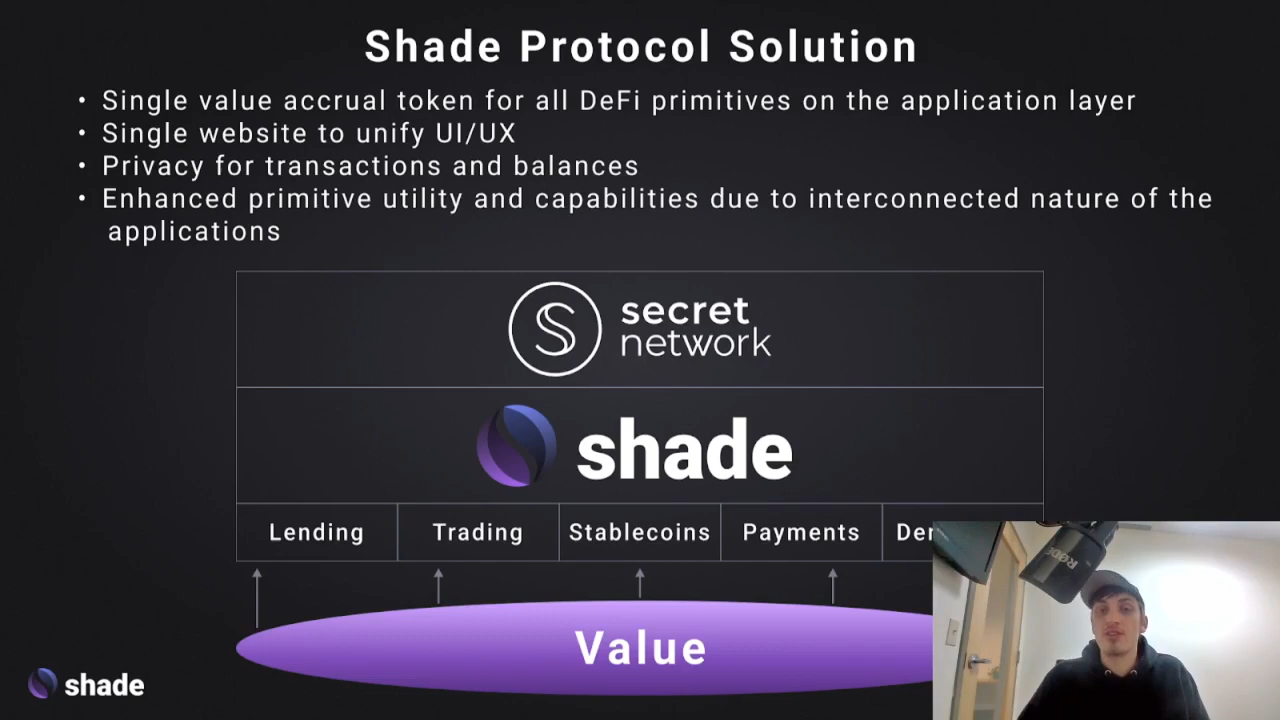 Shade Protocol Solution
• Single value accrual token for all DeFi primitives on the application layer
• Single website to unify UI/UX
• Privacy for transactions and balances
• Enhanced primitive utility and capabilities due to interconnected nature of the
applications
secret
network
shade
Lending Trading Stablecoins Payments
RØDE
Value
shade